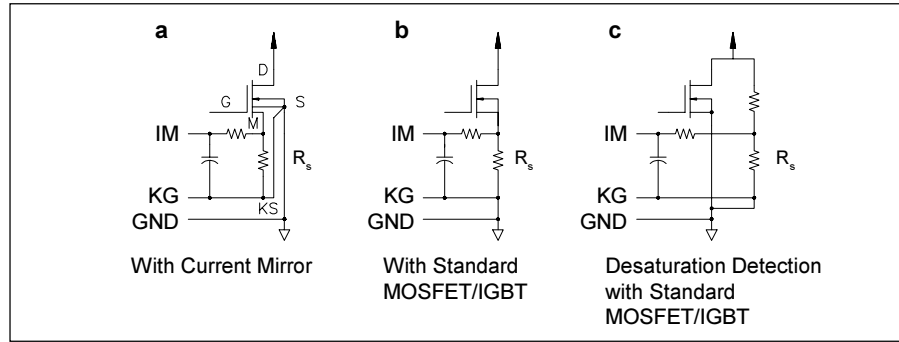 a
b
c
D
G
S
M
IM
R_s
KG
KS
GND
With Current Mirror
IM
R_s
KG
GND
With Standard
MOSFET/IGBT
IM
R_s
KG
GND
Desaturation Detection
with Standard
MOSFET/IGBT